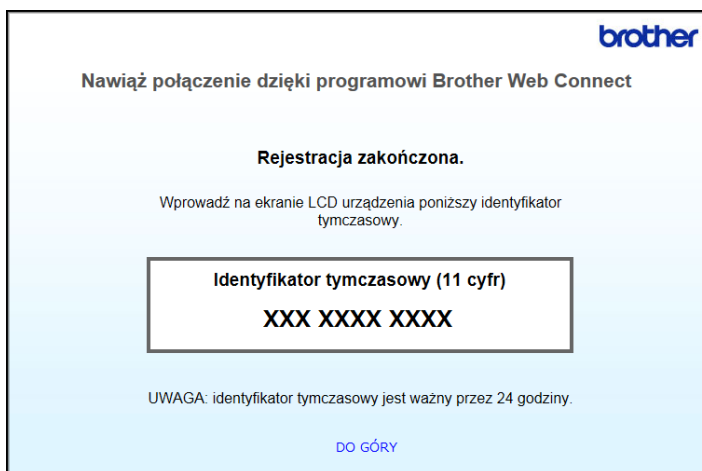 brother
Nawiąż połączenie dzięki programowi Brother Web Connect
Rejestracja zakończona.
Wprowadź na ekranie LCD urządzenia poniższy identyfikator
tymczasowy.
Identyfikator tymczasowy (11 cyfr)
XXX XXXX XXXX
UWAGA: identyfikator tymczasowy jest ważny przez 24 godziny.
DO GÓRY